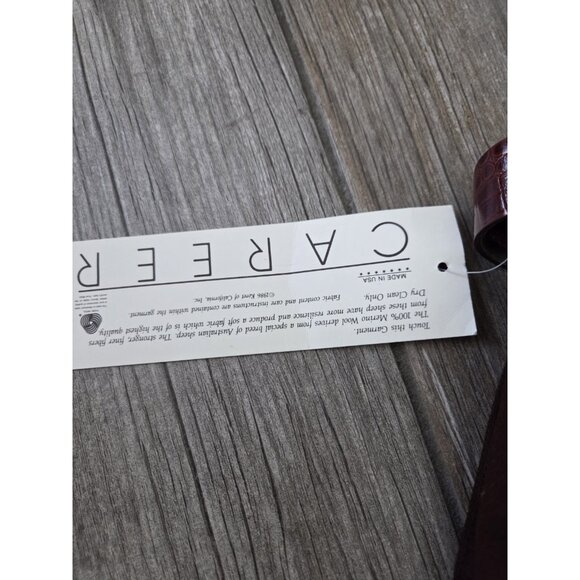 Touch this Garment.
The 100% Merino Wool derives from a special breed of Australian sheep. The stronger, finer fibers
from these sheep have more resilience and produce a soft fabric which is of the highest quality.
Dry Clean Only.
Fabric content and care instructions are contained within the garment.
©1986, Koret of California, Inc.
MADE IN USA
CAREER